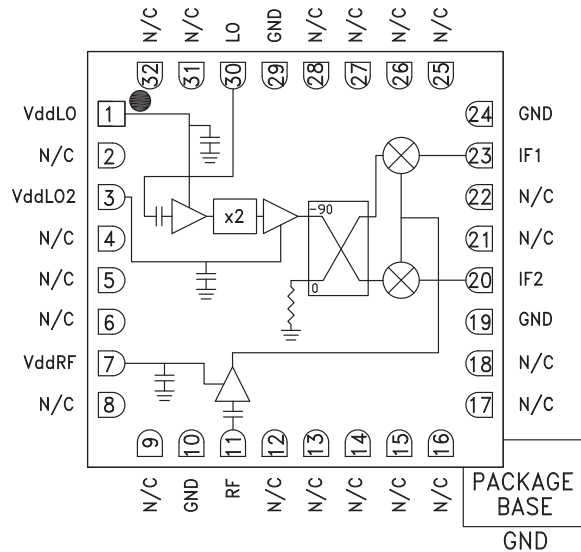 N/C N/C LO GND N/C N/C N/C N/C
32 31 30 29 28 27 26 25
VddLO 1
N/C 2
VddLO2 3
N/C 4
N/C 5
N/C 6
VddRF 7
N/C 8
24 GND
23 IF1
22 N/C
21 N/C
20 IF2
19 GND
18 N/C
17 N/C
x2
-90
0
9 10 11 12 13 14 15 16
N/C GND RF N/C N/C N/C N/C N/C
PACKAGE
BASE
GND